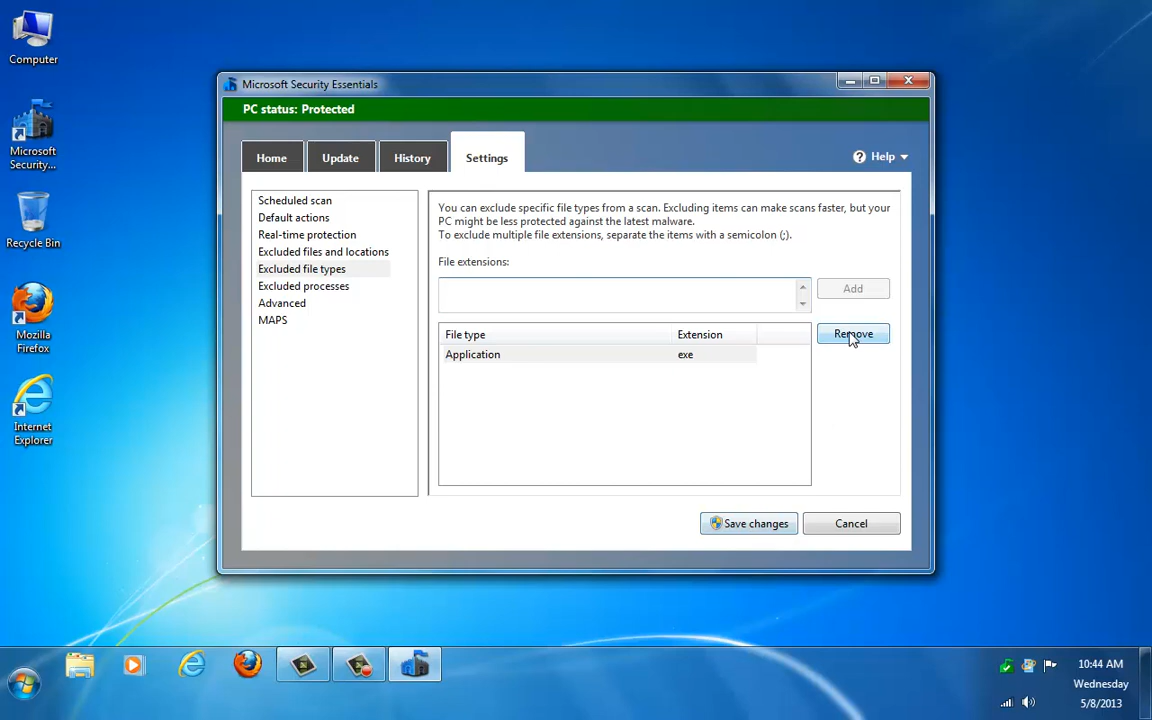 Computer
Microsoft
Security...
Recycle Bin
Mozilla
Firefox
Internet
Explorer
Microsoft Security Essentials
PC status: Protected
Home
Update
History
Settings
? Help
Scheduled scan
Default actions
Real-time protection
Excluded files and locations
Excluded file types
Excluded processes
Advanced
MAPS
You can exclude specific file types from a scan. Excluding items can make scans faster, but your
PC might be less protected against the latest malware.
To exclude multiple file extensions, separate the items with a semicolon (;).
File extensions:
Add
File type
Extension
Remove
Application
exe
Save changes
Cancel
10:44 AM
Wednesday
5/8/2013